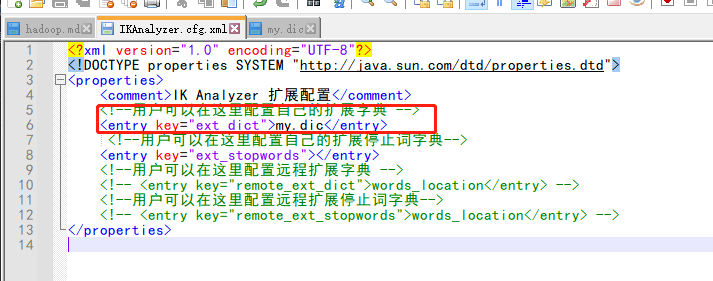 hadoop.md IKAnalyzer.cfg.xml my.dic
1 <?xml version="1.0" encoding="UTF-8"?>
2 <!DOCTYPE properties SYSTEM "http://java.sun.com/dtd/properties.dtd">
3 <properties>
4 <comment>IK Analyzer 扩展配置</comment>
5 <!--用户可以在这里配置自己的扩展字典 -->
6 <entry key="ext_dict">my.dic</entry>
7 <!--用户可以在这里配置自己的扩展停止词字典-->
8 <entry key="ext_stopwords"></entry>
9 <!--用户可以在这里配置远程扩展字典 -->
10 <!-- <entry key="remote_ext_dict">words_location</entry> -->
11 <!--用户可以在这里配置远程扩展停止词字典-->
12 <!-- <entry key="remote_ext_stopwords">words_location</entry> -->
13 </properties>
14